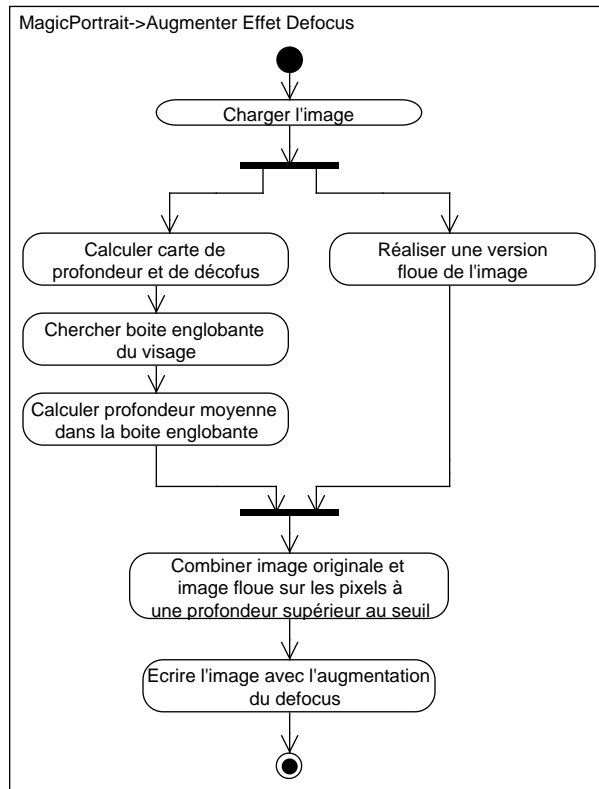 MagicPortrait->Augmenter Effet Defocus
Charger l'image
Calculer carte de
profondeur et de décofus
Réaliser une version
floue de l'image
Chercher boite englobante
du visage
Calculer profondeur moyenne
dans la boite englobante
Combiner image originale et
image floue sur les pixels à
une profondeur supérieur au seuil
Ecrire l'image avec l'augmentation
du defocus